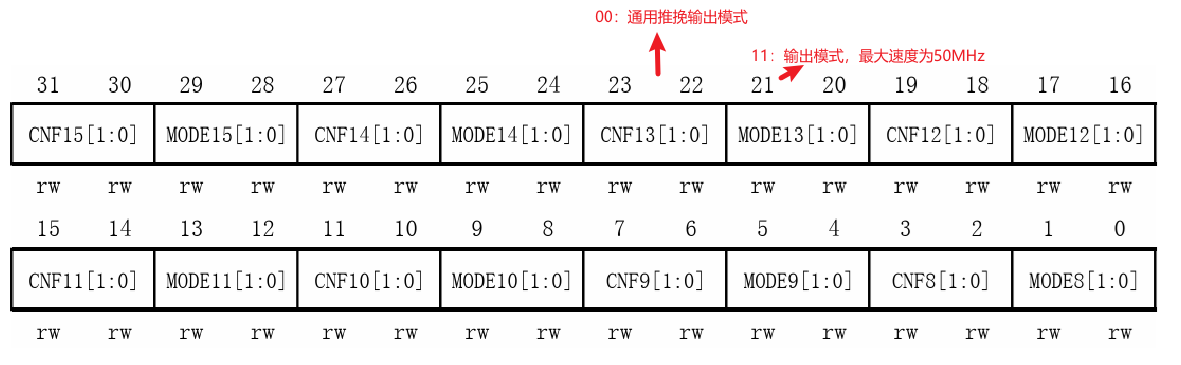 00：通用推挽输出模式
11：输出模式，最大速度为50MHz
31 30 29 28 27 26 25 24 23 22 21 20 19 18 17 16
CNF15[1:0] MODE15[1:0] CNF14[1:0] MODE14[1:0] CNF13[1:0] MODE13[1:0] CNF12[1:0] MODE12[1:0]
rw rw rw rw rw rw rw rw rw rw rw rw rw rw rw rw
15 14 13 12 11 10 9 8 7 6 5 4 3 2 1 0
CNF11[1:0] MODE11[1:0] CNF10[1:0] MODE10[1:0] CNF9[1:0] MODE9[1:0] CNF8[1:0] MODE8[1:0]
rw rw rw rw rw rw rw rw rw rw rw rw rw rw rw rw